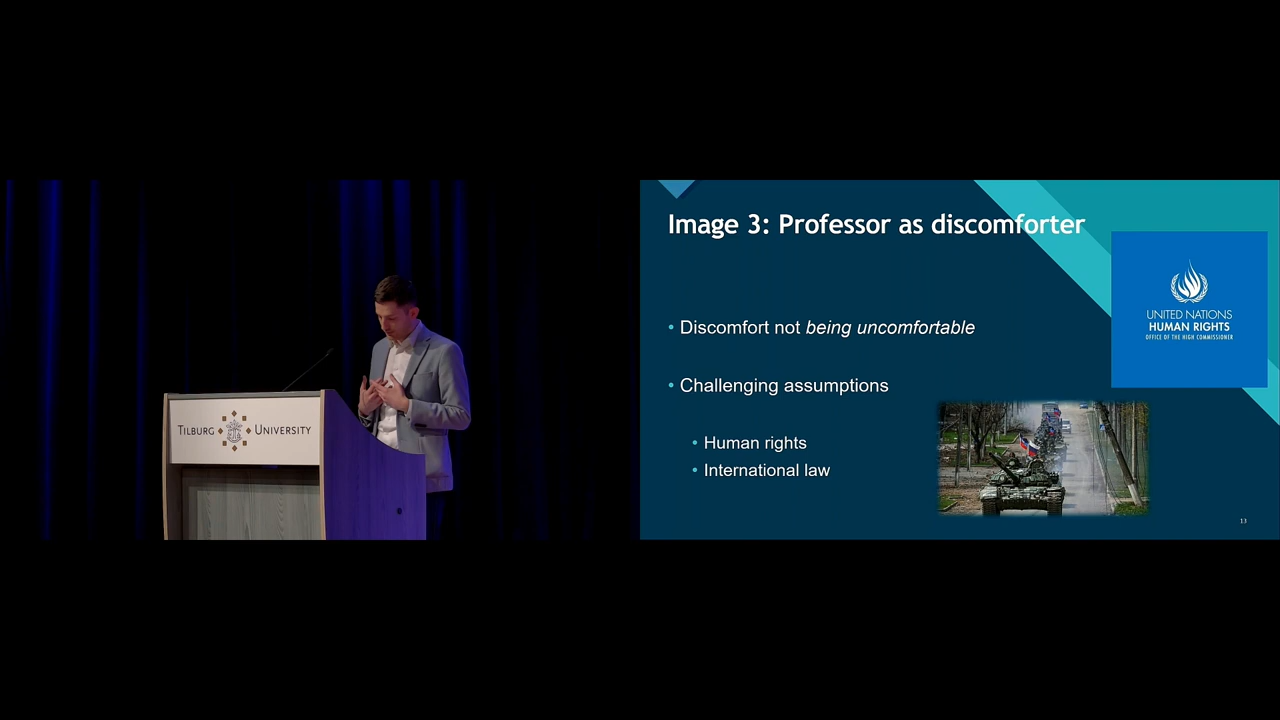 TILBURG UNIVERSITY
Image 3: Professor as discomforter
UNITED NATIONS
HUMAN RIGHTS
OFFICE OF THE HIGH COMMISSIONER
• Discomfort not being uncomfortable
• Challenging assumptions
• Human rights
• International law
13